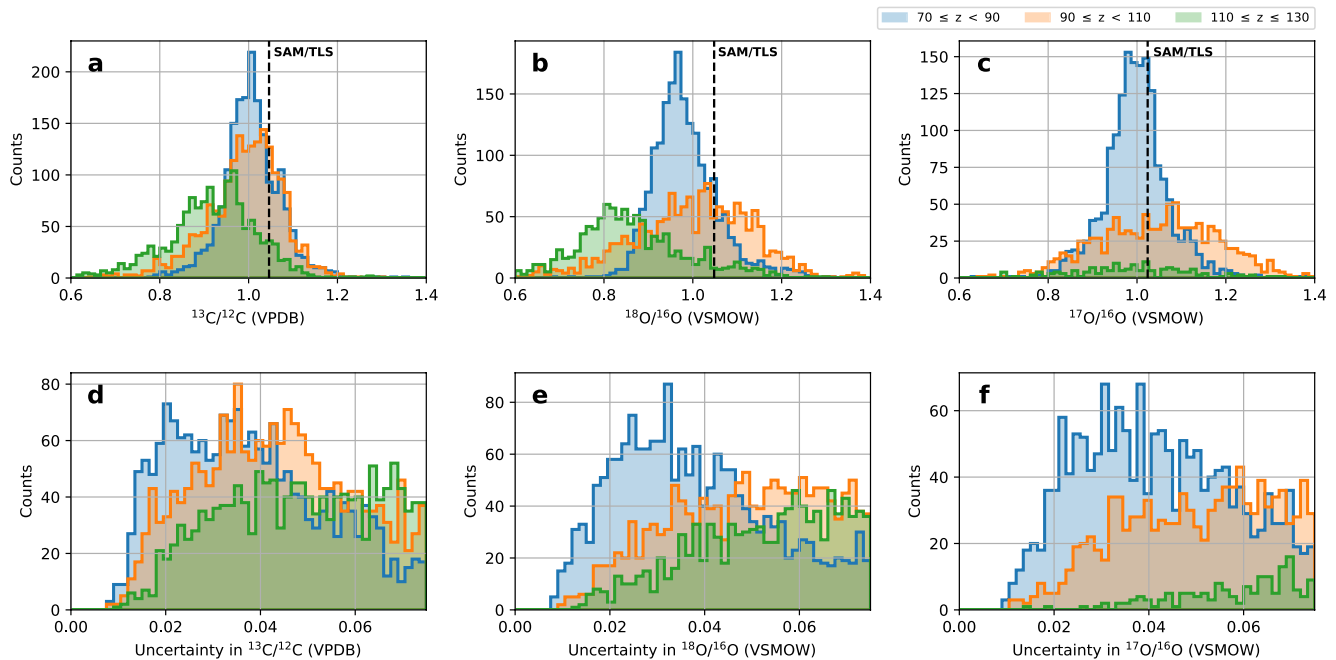 70 ≤ z < 90   90 ≤ z < 110   110 ≤ z ≤ 130
a
SAM/TLS
Counts
0
50
100
150
200
0.6 0.8 1.0 1.2 1.4
¹³C/¹²C (VPDB)
b
SAM/TLS
Counts
0
50
100
150
0.6 0.8 1.0 1.2 1.4
¹⁸O/¹⁶O (VSMOW)
c
SAM/TLS
Counts
0
25
50
75
100
125
150
0.6 0.8 1.0 1.2 1.4
¹⁷O/¹⁶O (VSMOW)
d
Counts
0
20
40
60
80
0.00 0.02 0.04 0.06
Uncertainty in ¹³C/¹²C (VPDB)
e
Counts
0
20
40
60
80
0.00 0.02 0.04 0.06
Uncertainty in ¹⁸O/¹⁶O (VSMOW)
f
Counts
0
20
40
60
0.00 0.02 0.04 0.06
Uncertainty in ¹⁷O/¹⁶O (VSMOW)